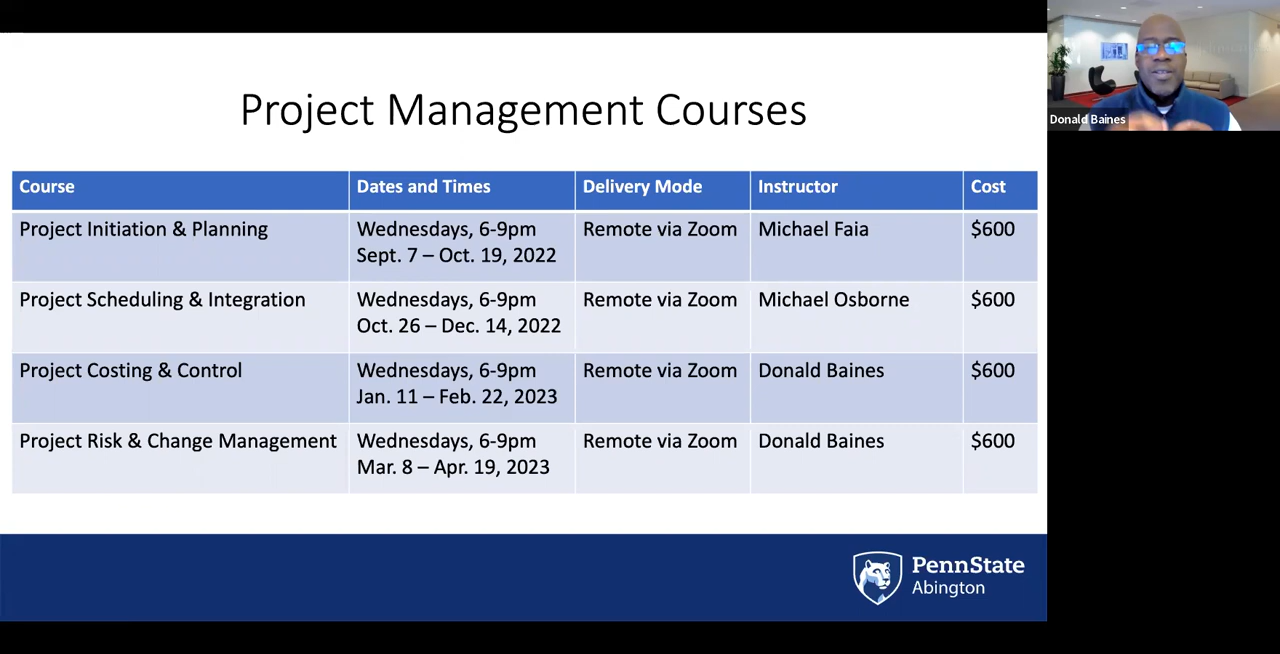 Project Management Courses
Course Dates and Times Delivery Mode Instructor Cost
Project Initiation & Planning Wednesdays, 6-9pm Remote via Zoom Michael Faia $600
Sept. 7 – Oct. 19, 2022
Project Scheduling & Integration Wednesdays, 6-9pm Remote via Zoom Michael Osborne $600
Oct. 26 – Dec. 14, 2022
Project Costing & Control Wednesdays, 6-9pm Remote via Zoom Donald Baines $600
Jan. 11 – Feb. 22, 2023
Project Risk & Change Management Wednesdays, 6-9pm Remote via Zoom Donald Baines $600
Mar. 8 – Apr. 19, 2023
PennState
Abington
Donald Baines